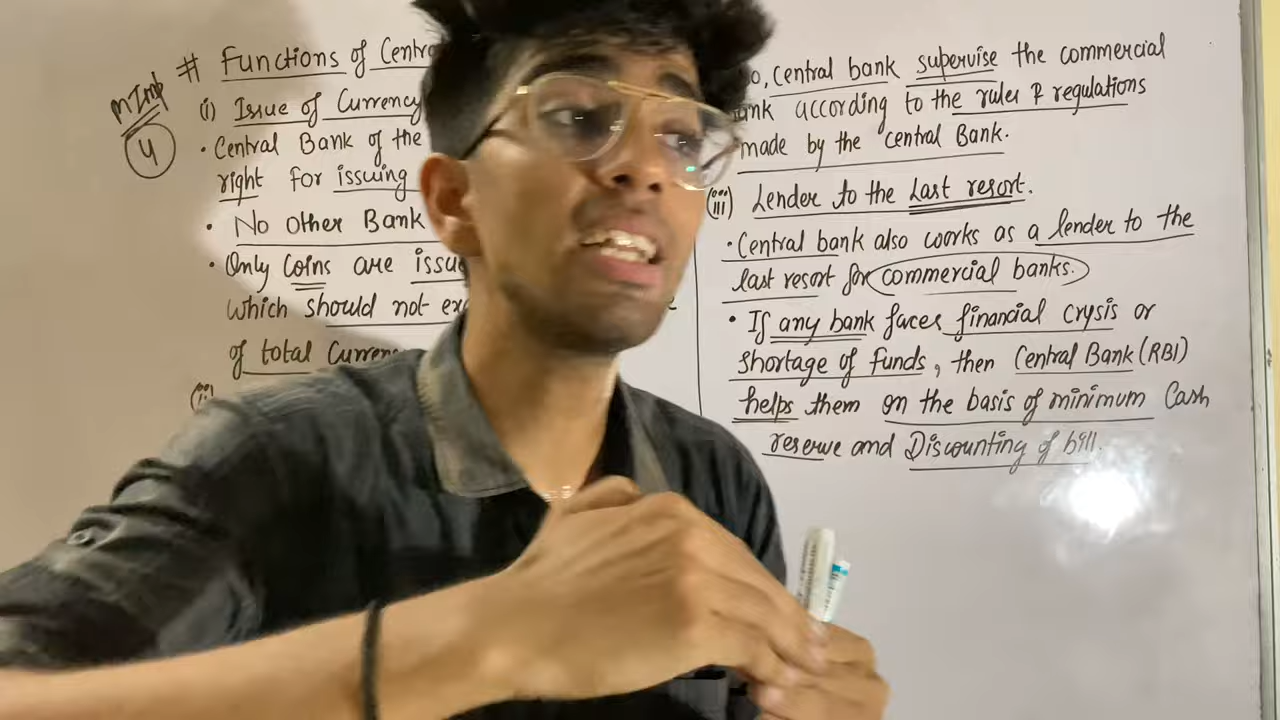 M Imp
4
# Functions of Centr
(i) Issue of Currency
• Central Bank of the
right for issuing
• No Other Bank
• Only Coins are issu
which should not ex
of total Curren
(ii)
o, Central bank supervise the commercial
ank according to the rules & regulations
made by the central Bank.
(iii) Lender to the Last resort.
• Central bank also works as a lender to the
last resort for commercial banks.
• If any bank faces financial crysis or
shortage of funds, then Central Bank (RBI)
helps them on the basis of minimum Cash
reserve and Discounting of bill.